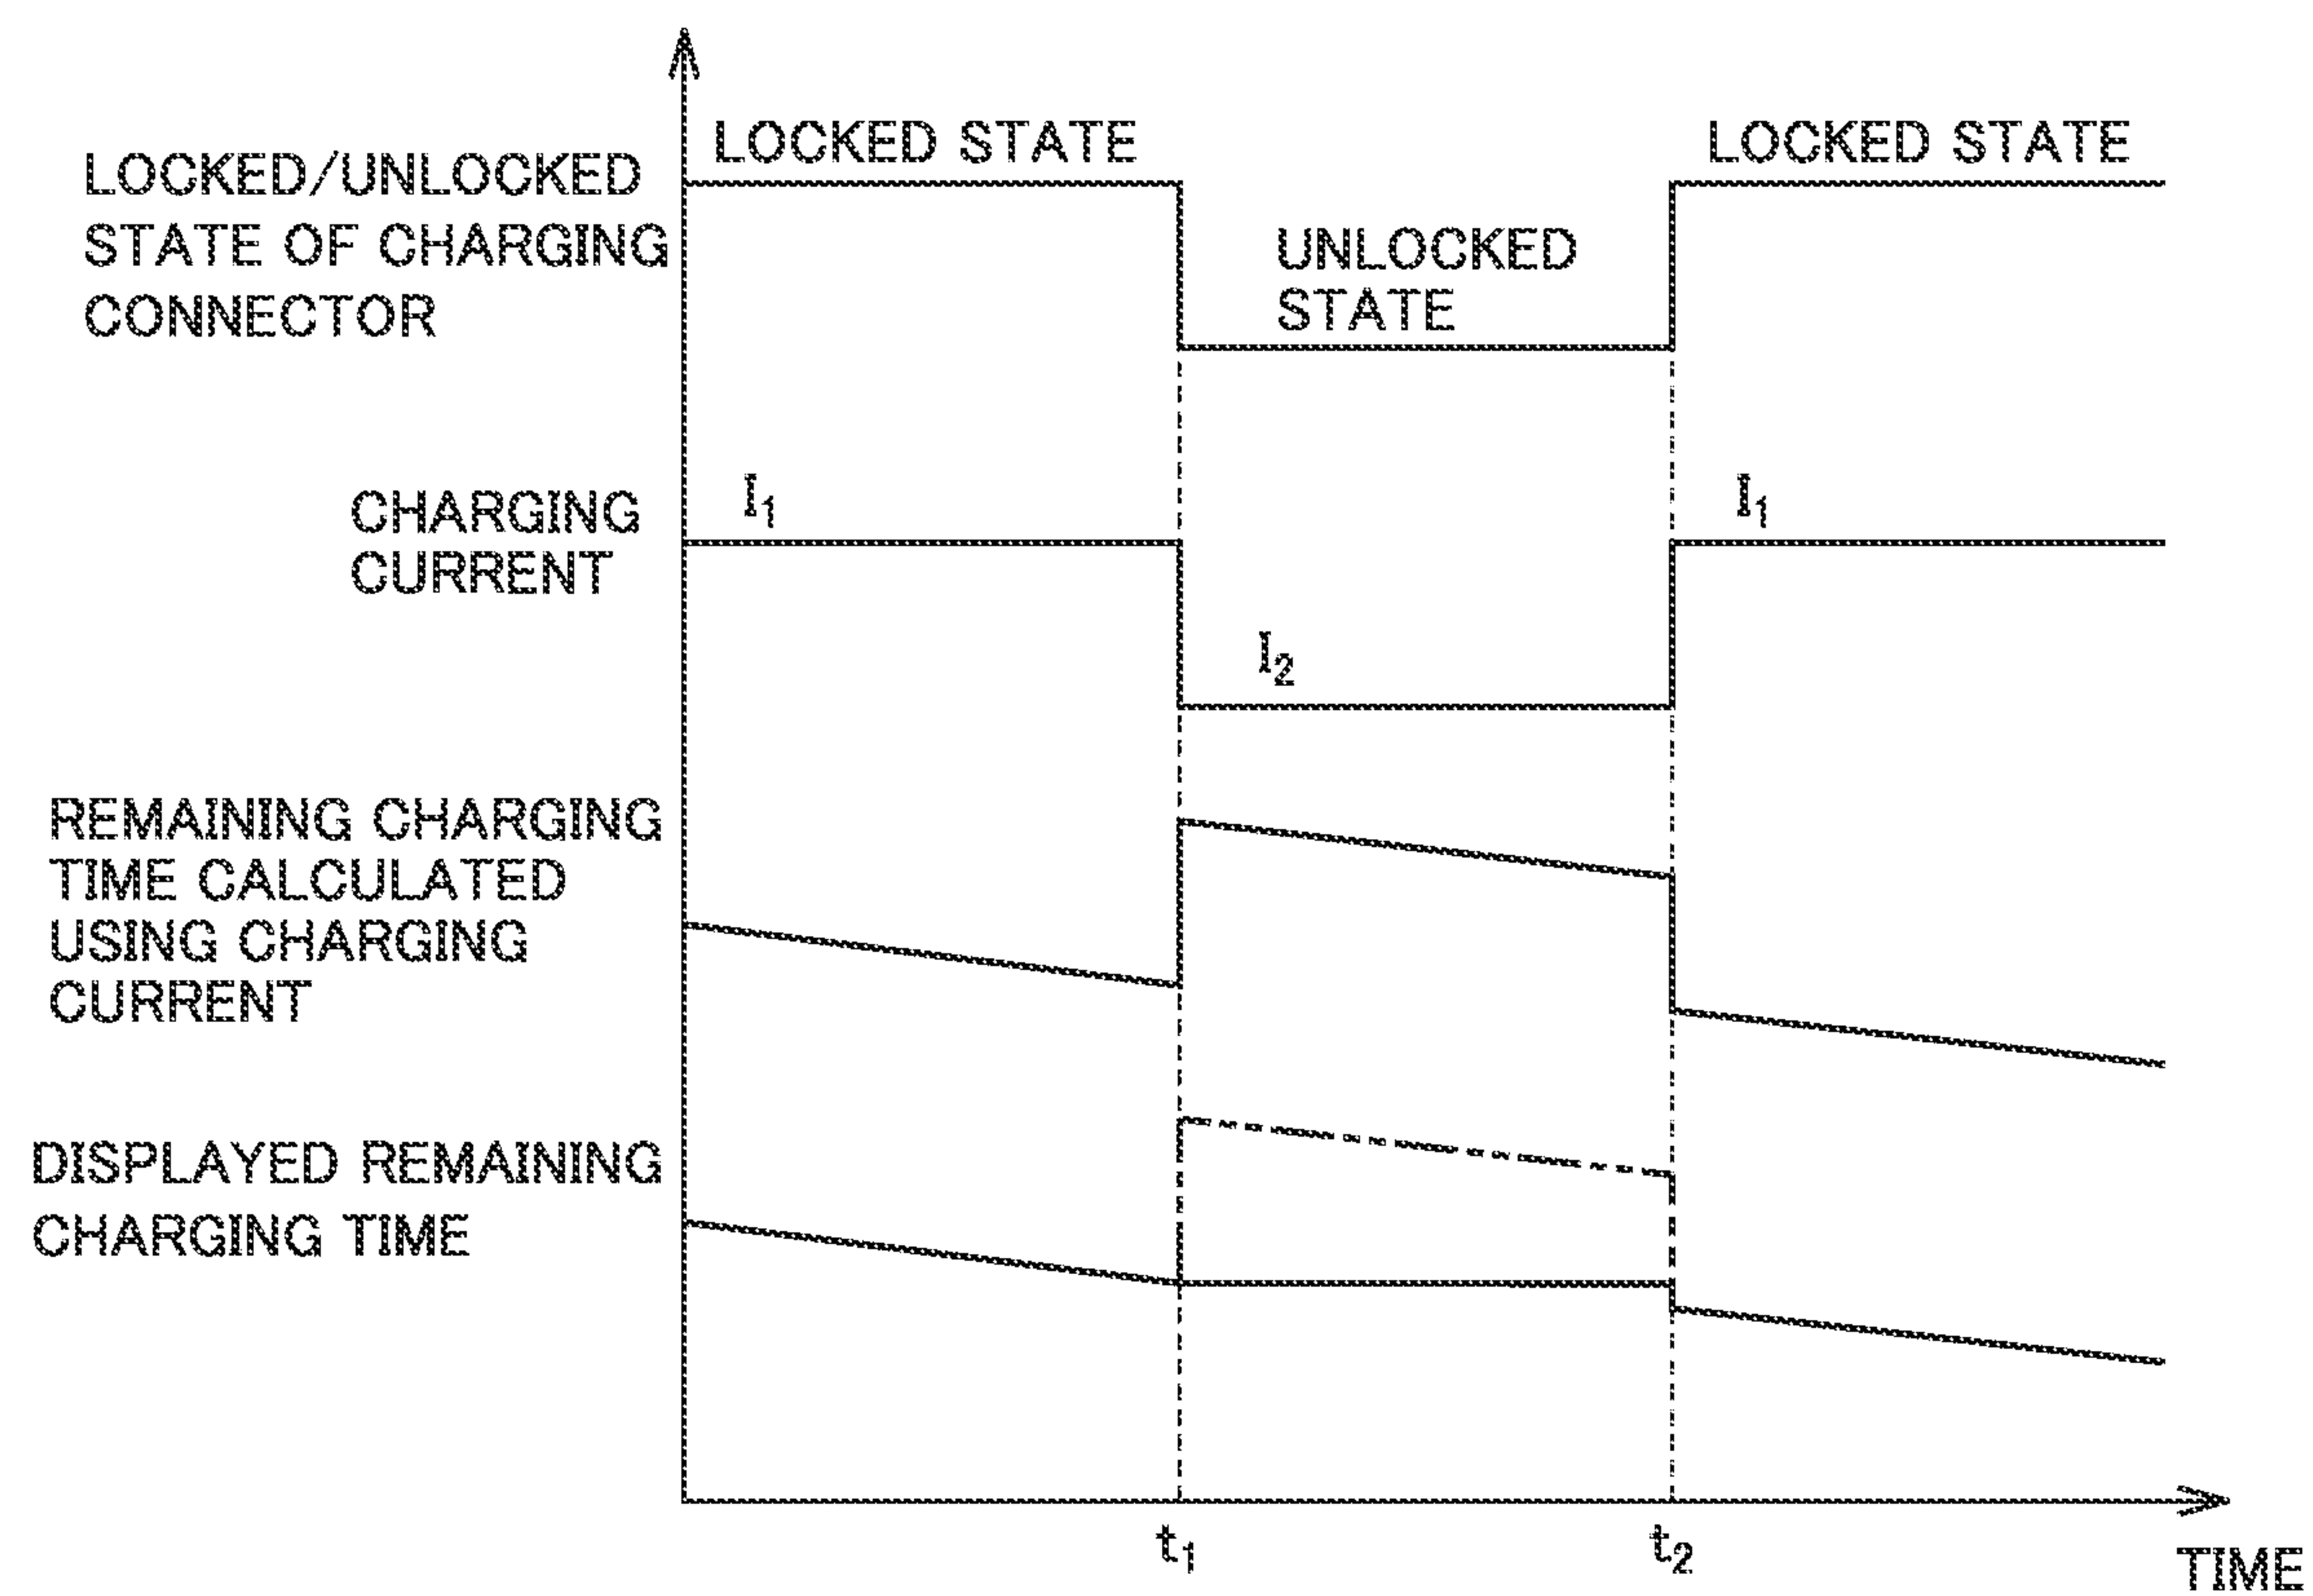 LOCKED STATE
LOCKED STATE
LOCKED/UNLOCKED
STATE OF CHARGING
CONNECTOR
UNLOCKED
STATE
I₁
I₁
CHARGING
CURRENT
I₂
REMAINING CHARGING
TIME CALCULATED
USING CHARGING
CURRENT
DISPLAYED REMAINING
CHARGING TIME
t₁
t₂
TIME